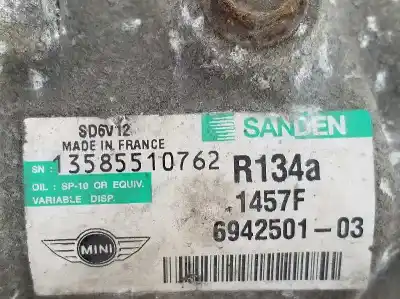 SD6V12
MADE IN FRANCE
SANDEN
SN: 13585510762
R134a
OIL: SP-10 OR EQUIV.
VARIABLE DISP.
1457F
MINI
6942501-03